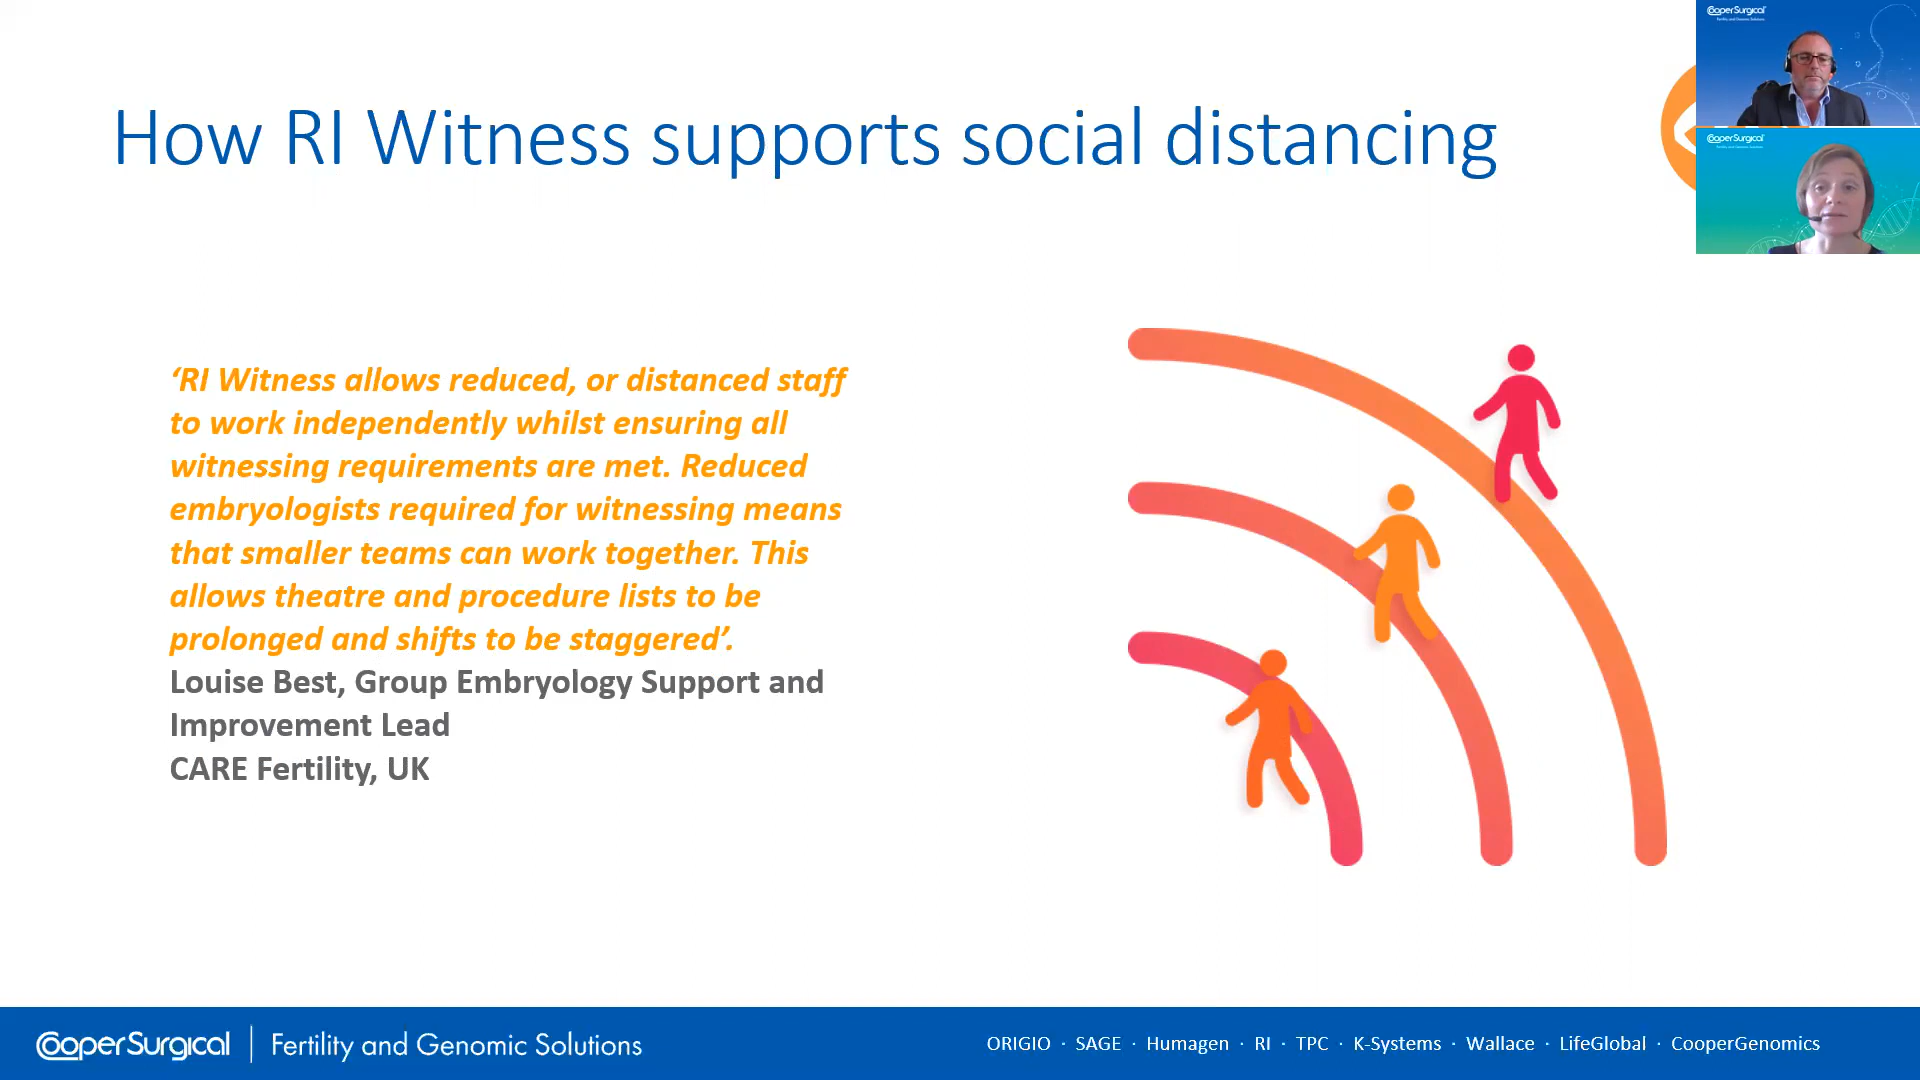 CooperSurgical
How RI Witness supports social distancing
CooperSurgical
‘RI Witness allows reduced, or distanced staff
to work independently whilst ensuring all
witnessing requirements are met. Reduced
embryologists required for witnessing means
that smaller teams can work together. This
allows theatre and procedure lists to be
prolonged and shifts to be staggered’.
Louise Best, Group Embryology Support and
Improvement Lead
CARE Fertility, UK
CooperSurgical | Fertility and Genomic Solutions
ORIGIO · SAGE · Humagen · RI · TPC · K-Systems · Wallace · LifeGlobal · CooperGenomics